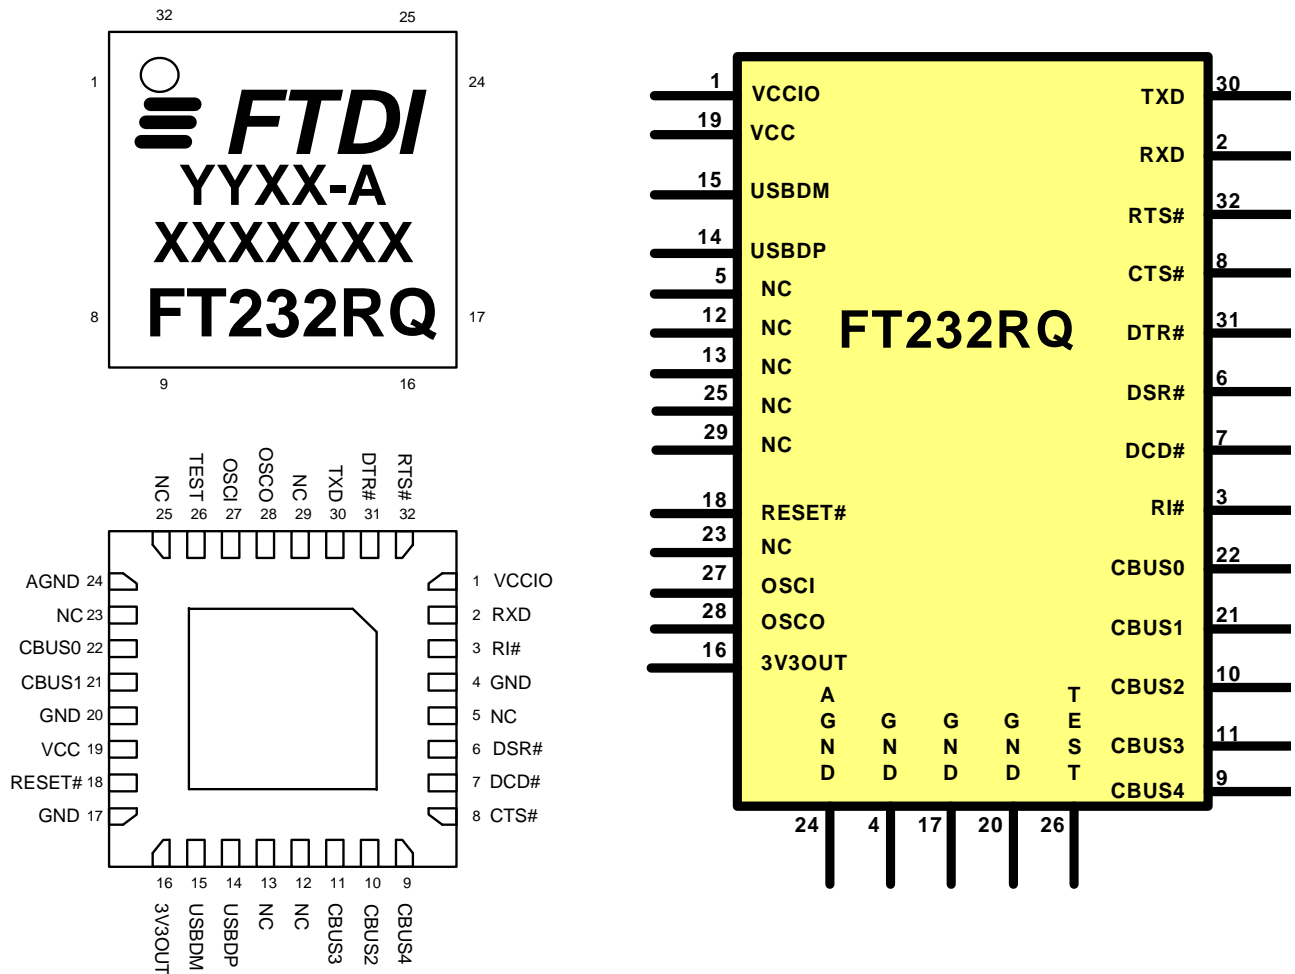 32 25
1 24
FTDI
YYXX-A
XXXXXXX
FT232RQ
8 17
9 16
NC TEST OSCI OSCO NC TXD DTR# RTS#
25 26 27 28 29 30 31 32
AGND 24 1 VCCIO
NC 23 2 RXD
CBUS0 22 3 RI#
CBUS1 21 4 GND
GND 20 5 NC
VCC 19 6 DSR#
RESET# 18 7 DCD#
GND 17 8 CTS#
16 15 14 13 12 11 10 9
3V3OUT USBDM USBDP NC NC CBUS3 CBUS2 CBUS4
FT232RQ
1 VCCIO
19 VCC
15 USBDM
14 USBDP
5 NC
12 NC
13 NC
25 NC
29 NC
18 RESET#
23 NC
27 OSCI
28 OSCO
16 3V3OUT
TXD 30
RXD 2
RTS# 32
CTS# 8
DTR# 31
DSR# 6
DCD# 7
RI# 3
CBUS0 22
CBUS1 21
CBUS2 10
CBUS3 11
CBUS4 9
AGND GND GND GND TEST
24 4 17 20 26